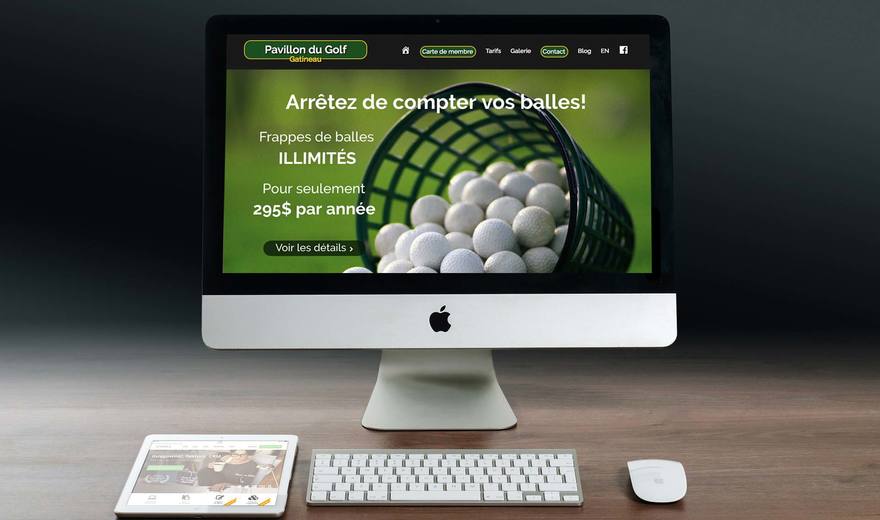 Pavillon du Golf
Gatineau
Carte de membre Tarifs Galerie Contact Blog EN
Arrêtez de compter vos balles!
Frappes de balles
ILLIMITÉS
Pour seulement
295$ par année
Voir les détails ›